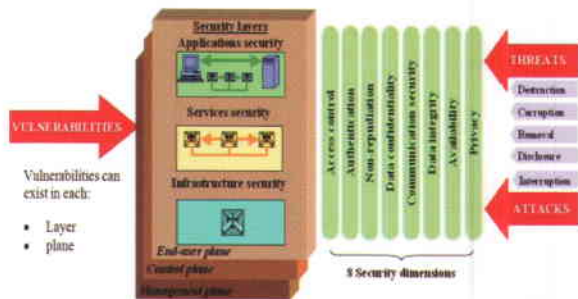 Security layers
Applications security
Services security
Infrastructure security
End-user plane
Control plane
Management plane
VULNERABILITIES
Vulnerabilities can
exist in each:
• Layer
• plane
Access control
Authentication
Non repudiation
Data confidentiality
Communication security
Data integrity
Availability
Privacy
8 Security dimensions
THREATS
Destruction
Corruption
Removal
Disclosure
Interruption
ATTACKS